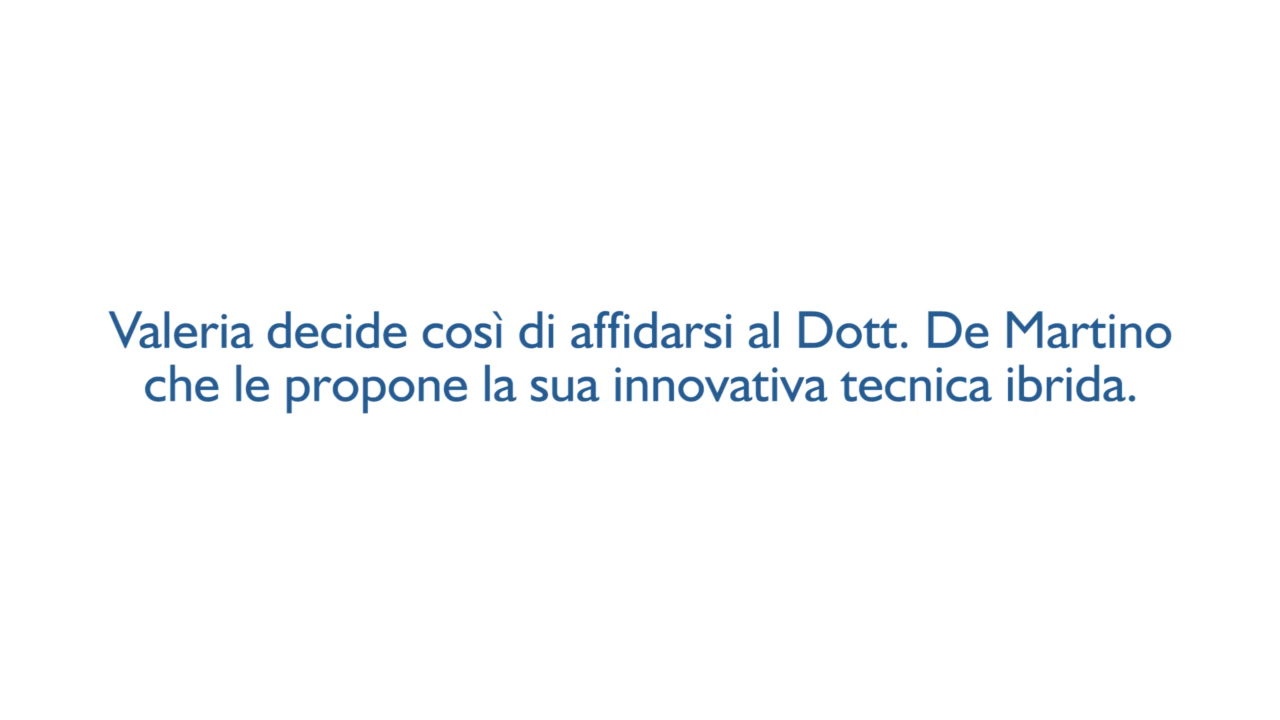 Valeria decide così di affidarsi al Dott. De Martino
che le propone la sua innovativa tecnica ibrida.